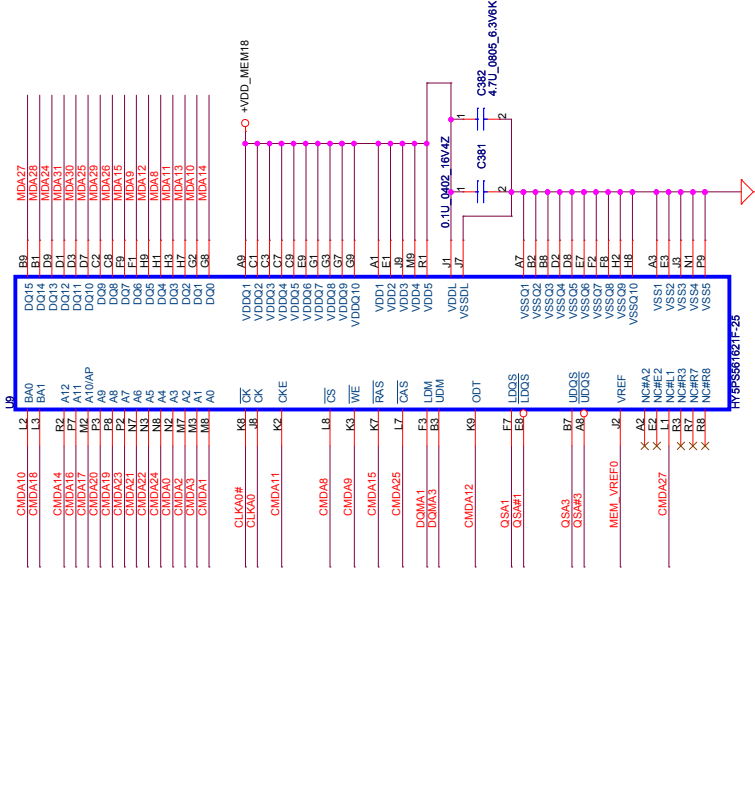 U9
HY5PS561621F-25
CMDA10 L2 BA0
CMDA18 L3 BA1
CMDA14 R2 A12
CMDA16 P7 A11
CMDA17 M2 A10/AP
CMDA20 P3 A9
CMDA19 P8 A8
CMDA23 P2 A7
CMDA21 N7 A6
CMDA22 N3 A5
CMDA24 N8 A4
CMDA0 N2 A3
CMDA2 M7 A2
CMDA3 M3 A1
CMDA1 M8 A0
CLKA0# K8 CK
CLKA0 J8 CK
CMDA11 K2 CKE
CMDA8 L8 CS
CMDA9 K3 WE
CMDA15 K7 RAS
CMDA25 L7 CAS
DQMA1 F3 LDM
DQMA3 B3 UDM
CMDA12 K9 ODT
QSA1 F7 LDQS
QSA#1 E8 LDQS
QSA3 B7 UDQS
QSA#3 A8 UDQS
MEM_VREF0 J2 VREF
A2 NC#A2
E2 NC#E2
CMDA27 L1 NC#L1
R3 NC#R3
R7 NC#R7
R8 NC#R8
DQ15 B9 MDA27
DQ14 B1 MDA28
DQ13 D9 MDA24
DQ12 D1 MDA31
DQ11 D3 MDA30
DQ10 D7 MDA25
DQ9 C2 MDA29
DQ8 C8 MDA26
DQ7 F9 MDA15
DQ6 F1 MDA9
DQ5 H9 MDA12
DQ4 H1 MDA8
DQ3 H3 MDA11
DQ2 H7 MDA13
DQ1 G2 MDA10
DQ0 G8 MDA14
+VDD_MEM18
VDDQ1 A9
VDDQ2 C1
VDDQ3 C3
VDDQ4 C7
VDDQ5 C9
VDDQ6 E9
VDDQ7 G1
VDDQ8 G3
VDDQ9 G7
VDDQ10 G9
VDD1 A1
VDD2 E1
VDD3 J9
VDD4 M9
VDD5 R1
VDDL J1
VSSDL J7
0.1U_0402_16V4Z
C381
1 2
C382
4.7U_0805_6.3V6K
1 2
VSSQ1 A7
VSSQ2 B2
VSSQ3 B8
VSSQ4 D2
VSSQ5 D8
VSSQ6 E7
VSSQ7 F2
VSSQ8 F8
VSSQ9 H2
VSSQ10 H8
VSS1 A3
VSS2 E3
VSS3 J3
VSS4 N1
VSS5 P9